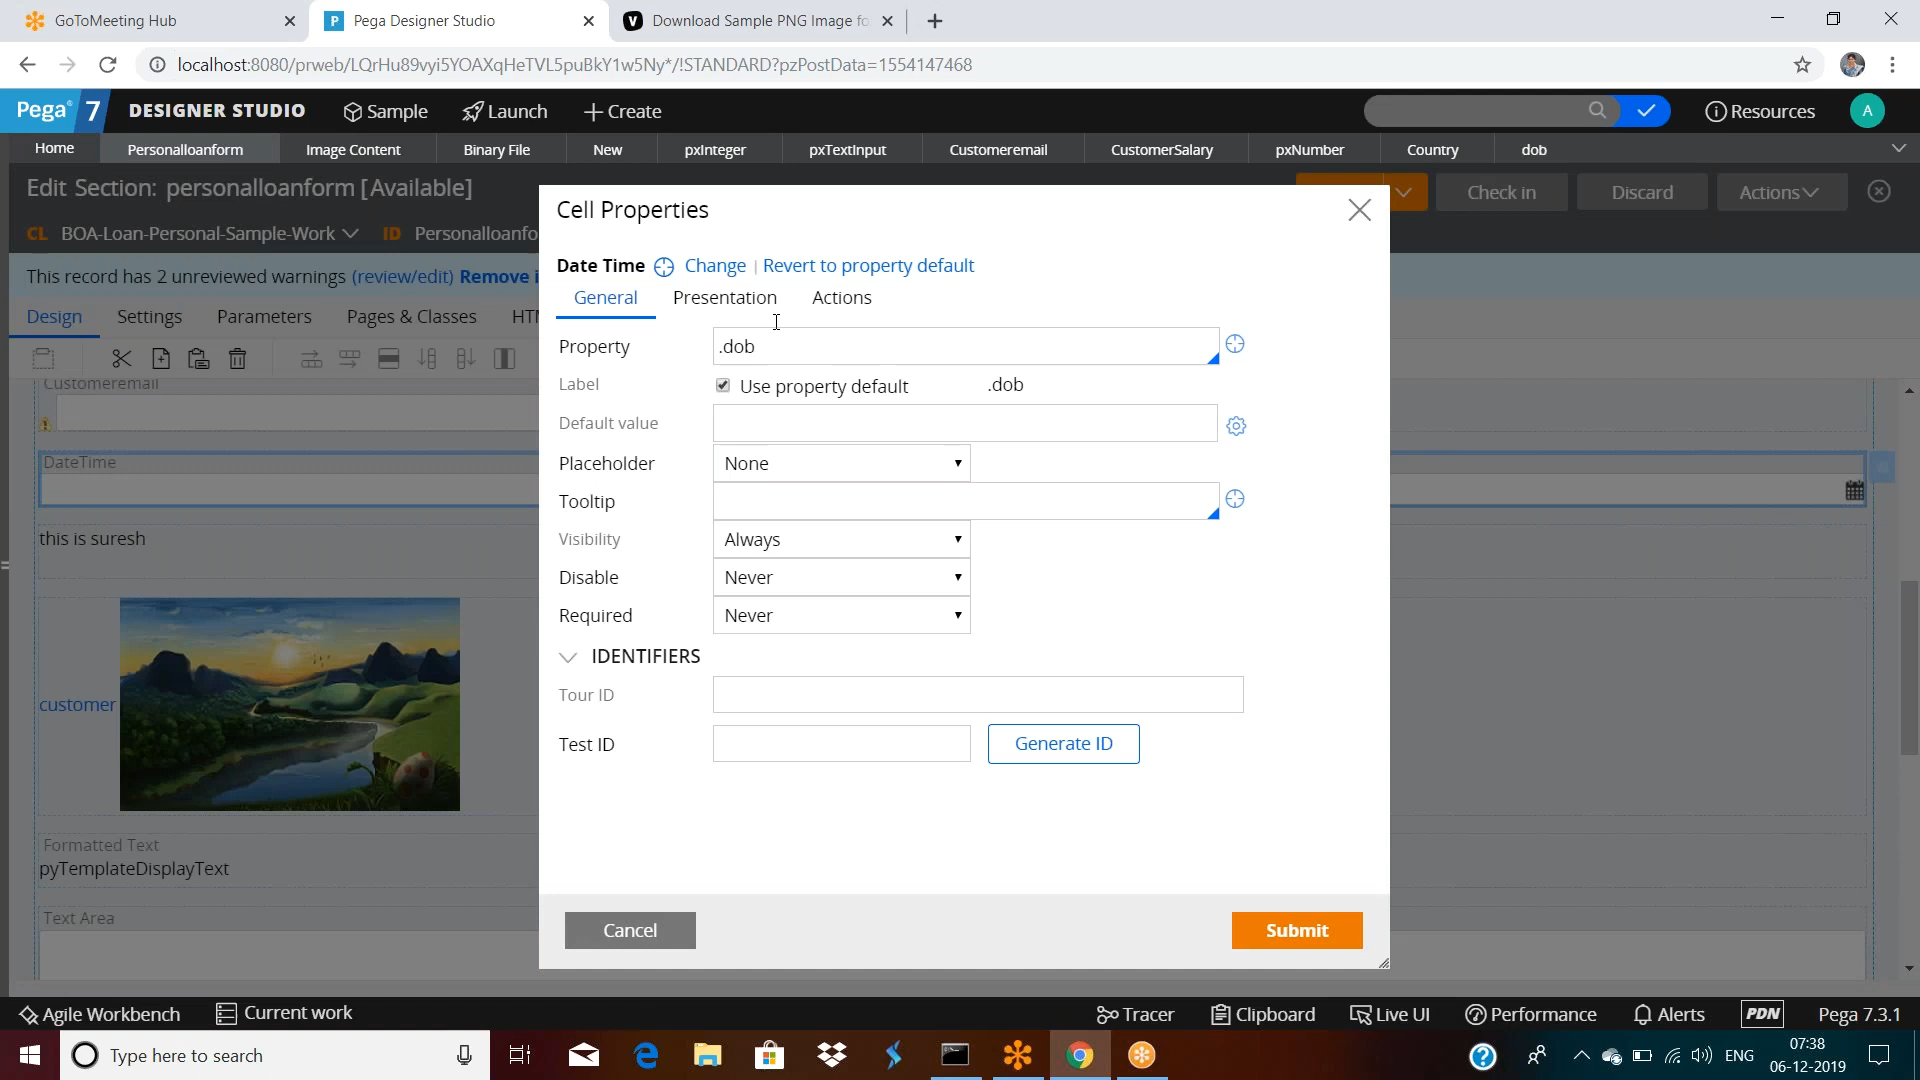 GoToMeeting Hub
Pega Designer Studio
Download Sample PNG Image fo
localhost:8080/prweb/LQrHu89vyi5YOAXqHeTVL5puBkY1w5Ny*/!STANDARD?pzPostData=1554147468
Pega 7 DESIGNER STUDIO Sample Launch Create Resources A
Home Personalloanform Image Content Binary File New pxInteger pxTextInput Customeremail CustomerSalary pxNumber Country dob
Edit Section: personalloanform [Available] Check in Discard Actions
CL BOA-Loan-Personal-Sample-Work ID Personalloanfo
This record has 2 unreviewed warnings (review/edit) Remove i
Design Settings Parameters Pages & Classes HT
Customeremail
DateTime
this is suresh
customer
Formatted Text
pyTemplateDisplayText
Text Area
Cell Properties
Date Time Change | Revert to property default
General Presentation Actions
Property .dob
Label Use property default .dob
Default value
Placeholder None
Tooltip
Visibility Always
Disable Never
Required Never
IDENTIFIERS
Tour ID
Test ID Generate ID
Cancel Submit
Agile Workbench Current work Tracer Clipboard Live UI Performance Alerts PDN Pega 7.3.1
Type here to search ENG 07:38
06-12-2019